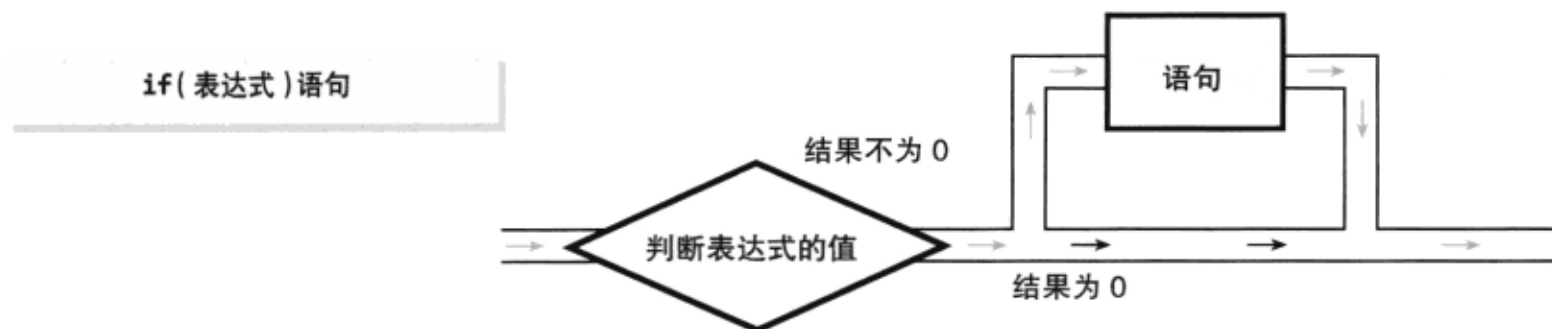 if(表达式)语句
语句
结果不为 0
判断表达式的值
结果为 0